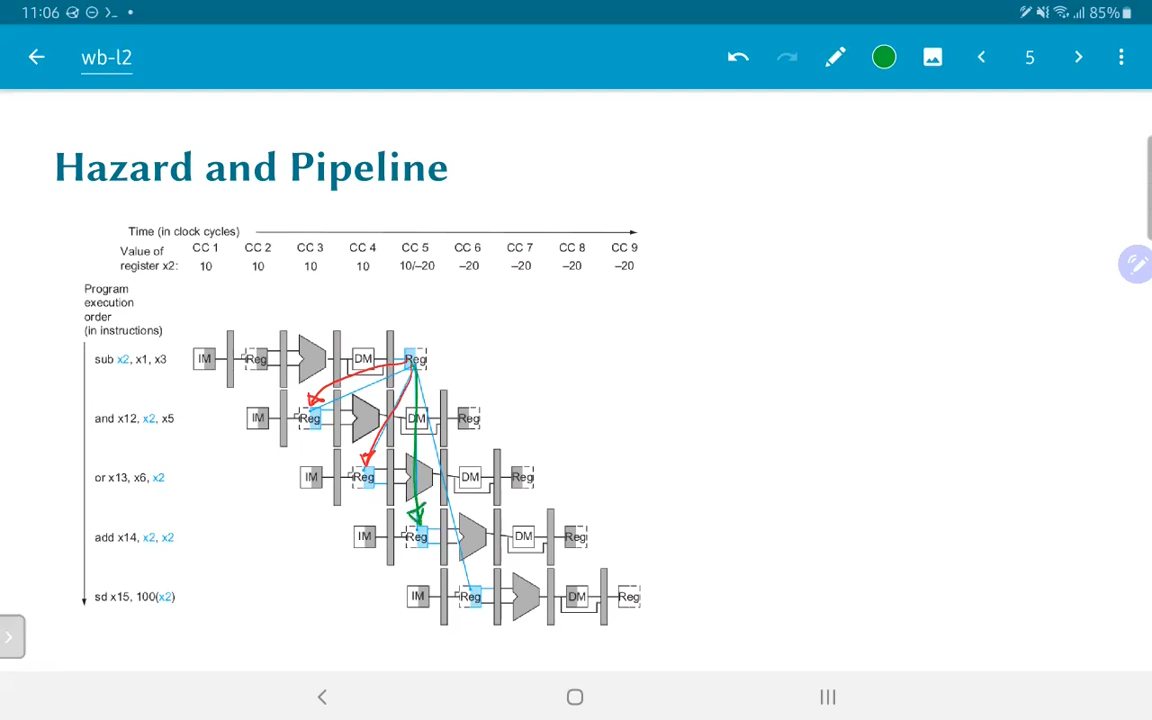 11:06
85%
wb-l2
5
Hazard and Pipeline
Time (in clock cycles)
Value of register x2:
CC 1 CC 2 CC 3 CC 4 CC 5 CC 6 CC 7 CC 8 CC 9
10 10 10 10 10/–20 –20 –20 –20 –20
Program
execution
order
(in instructions)
sub x2, x1, x3 IM Reg DM Reg
and x12, x2, x5 IM Reg DM Reg
or x13, x6, x2 IM Reg DM Reg
add x14, x2, x2 IM Reg DM Reg
sd x15, 100(x2) IM Reg DM Reg